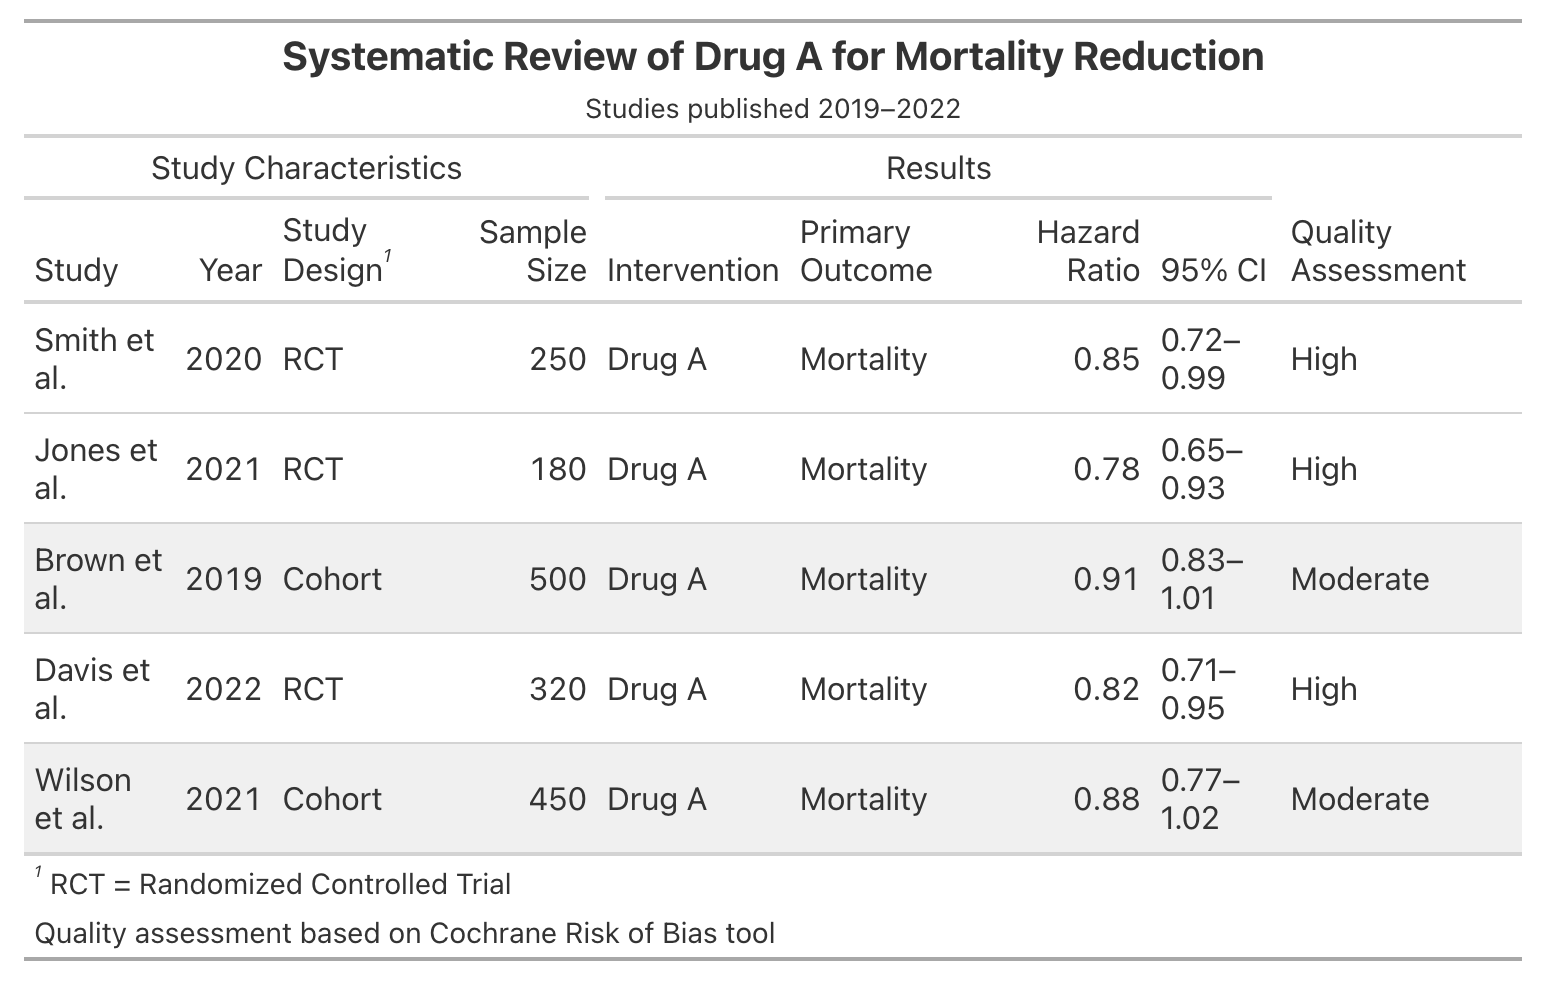 Systematic Review of Drug A for Mortality Reduction
Studies published 2019–2022
Study Characteristics Results
Study Year Study Design1 Sample Size Intervention Primary Outcome Hazard Ratio 95% CI Quality Assessment
Smith et al. 2020 RCT 250 Drug A Mortality 0.85 0.72–0.99 High
Jones et al. 2021 RCT 180 Drug A Mortality 0.78 0.65–0.93 High
Brown et al. 2019 Cohort 500 Drug A Mortality 0.91 0.83–1.01 Moderate
Davis et al. 2022 RCT 320 Drug A Mortality 0.82 0.71–0.95 High
Wilson et al. 2021 Cohort 450 Drug A Mortality 0.88 0.77–1.02 Moderate
1 RCT = Randomized Controlled Trial
Quality assessment based on Cochrane Risk of Bias tool